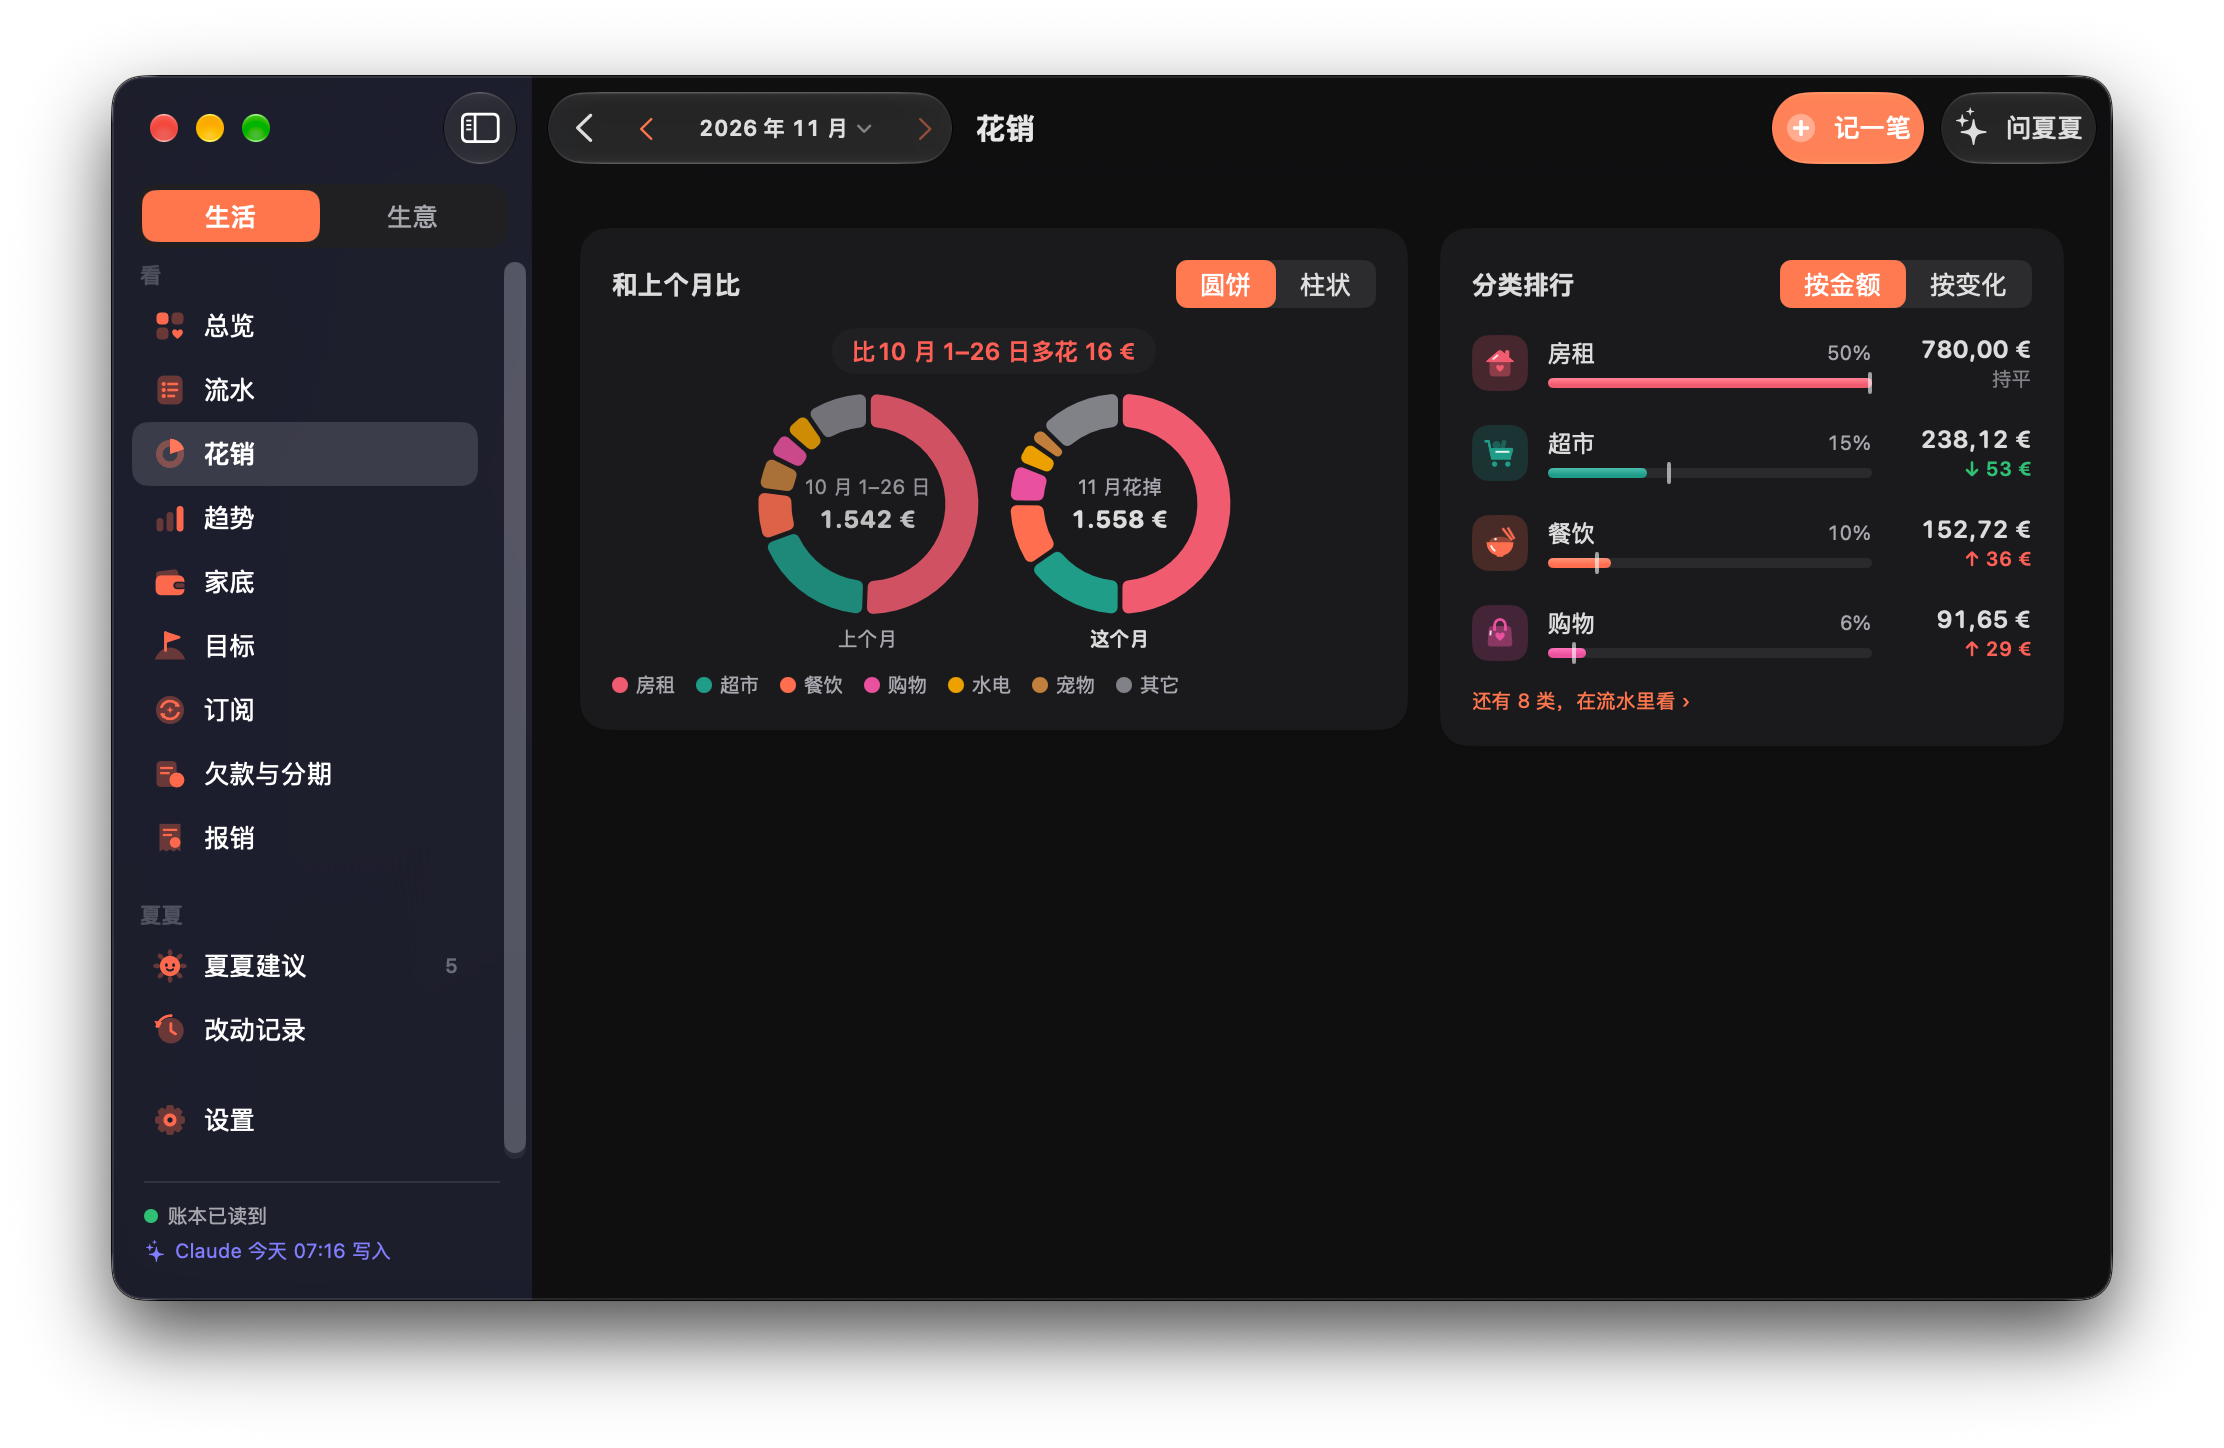 2026 年 11 月
花销
记一笔
问夏夏
生活
生意
看
总览
流水
花销
趋势
家底
目标
订阅
欠款与分期
报销
夏夏
夏夏建议
5
改动记录
设置
账本已读到
Claude 今天 07:16 写入
和上个月比
圆饼
柱状
比10 月 1–26 日多花 16 €
10 月 1–26 日
1.542 €
11 月花掉
1.558 €
上个月
这个月
房租
超市
餐饮
购物
水电
宠物
其它
分类排行
按金额
按变化
房租
50%
780,00 €
持平
超市
15%
238,12 €
↓ 53 €
餐饮
10%
152,72 €
↑ 36 €
购物
6%
91,65 €
↑ 29 €
还有 8 类，在流水里看 ›